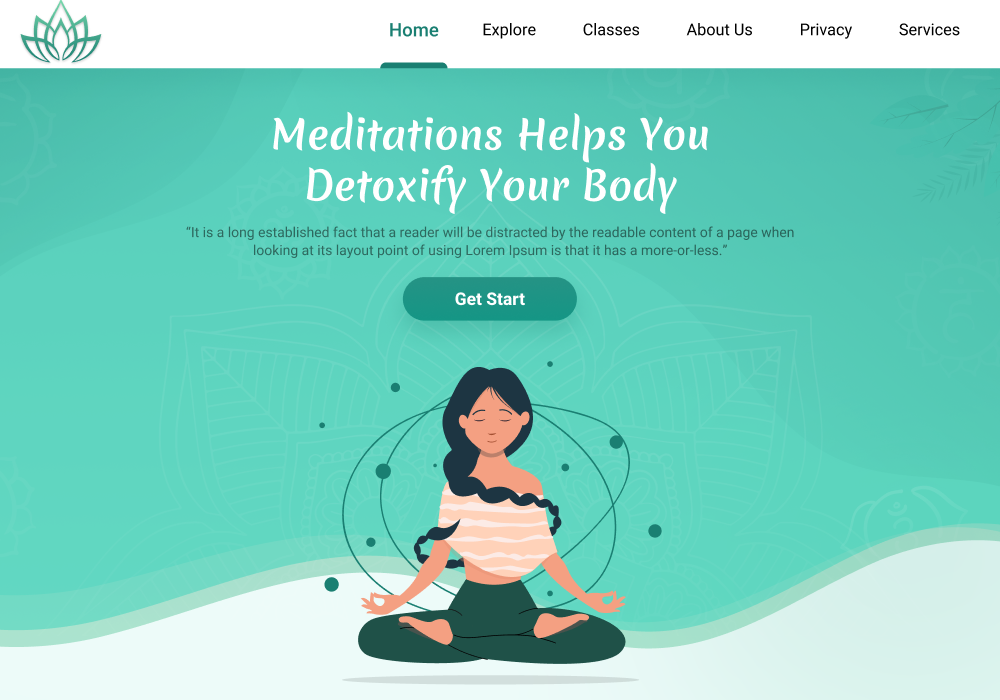 Home Explore Classes About Us Privacy Services
Meditations Helps You
Detoxify Your Body
“It is a long established fact that a reader will be distracted by the readable content of a page when
looking at its layout point of using Lorem Ipsum is that it has a more-or-less.”
Get Start